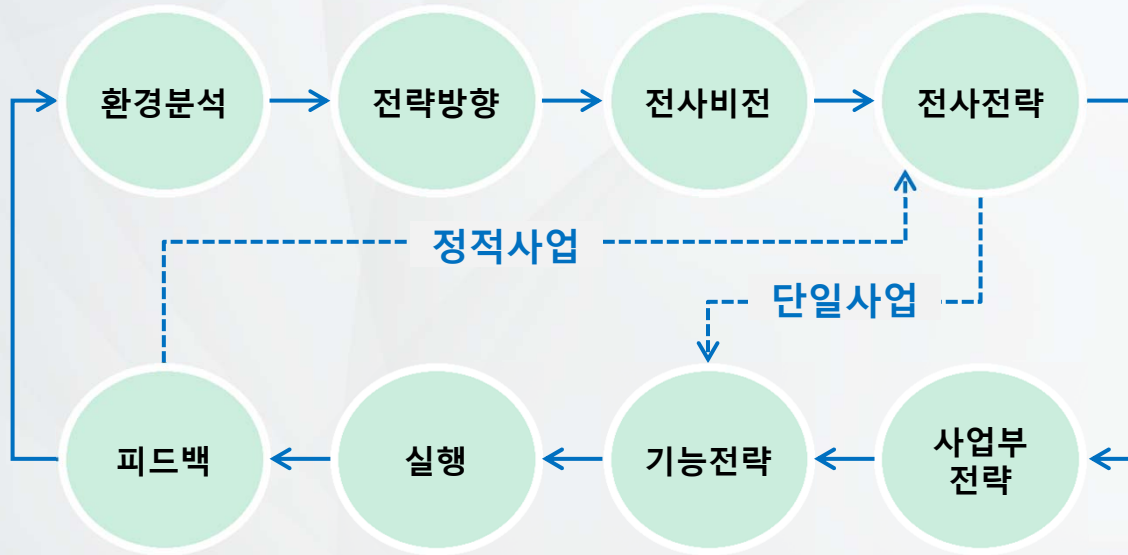 환경분석
전략방향
전사비전
전사전략
정적사업
단일사업
피드백
실행
기능전략
사업부
전략